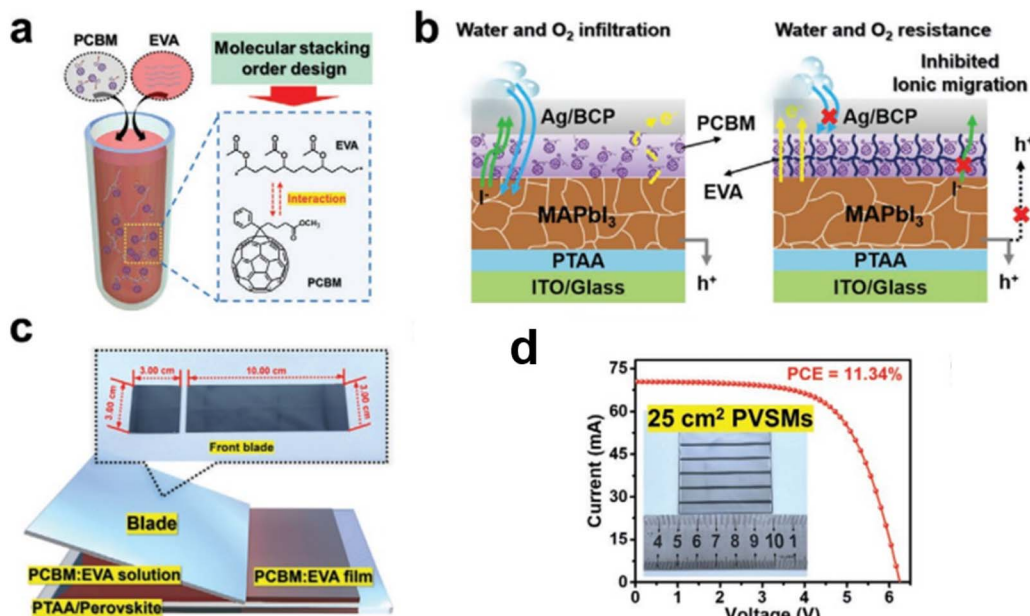 a
PCBM
EVA
Molecular stacking
order design
EVA
Interaction
OCH₃
PCBM
b
Water and O₂ infiltration
Water and O₂ resistance
Inhibited
Ionic migration
Ag/BCP
PCBM
EVA
I⁻
MAPbI₃
PTAA
ITO/Glass
h⁺
Ag/BCP
I⁻
MAPbI₃
PTAA
ITO/Glass
h⁺
h⁺
c
3.00 cm
10.00 cm
3.00 cm
3.00 cm
Front blade
Blade
PCBM:EVA solution
PCBM:EVA film
PTAA/Perovskite
d
PCE = 11.34%
25 cm² PVSMs
4 5 6 7 8 9 10 1
Current (mA)
75
60
45
30
15
0
0 1 2 3 4 5 6
Voltage (V)